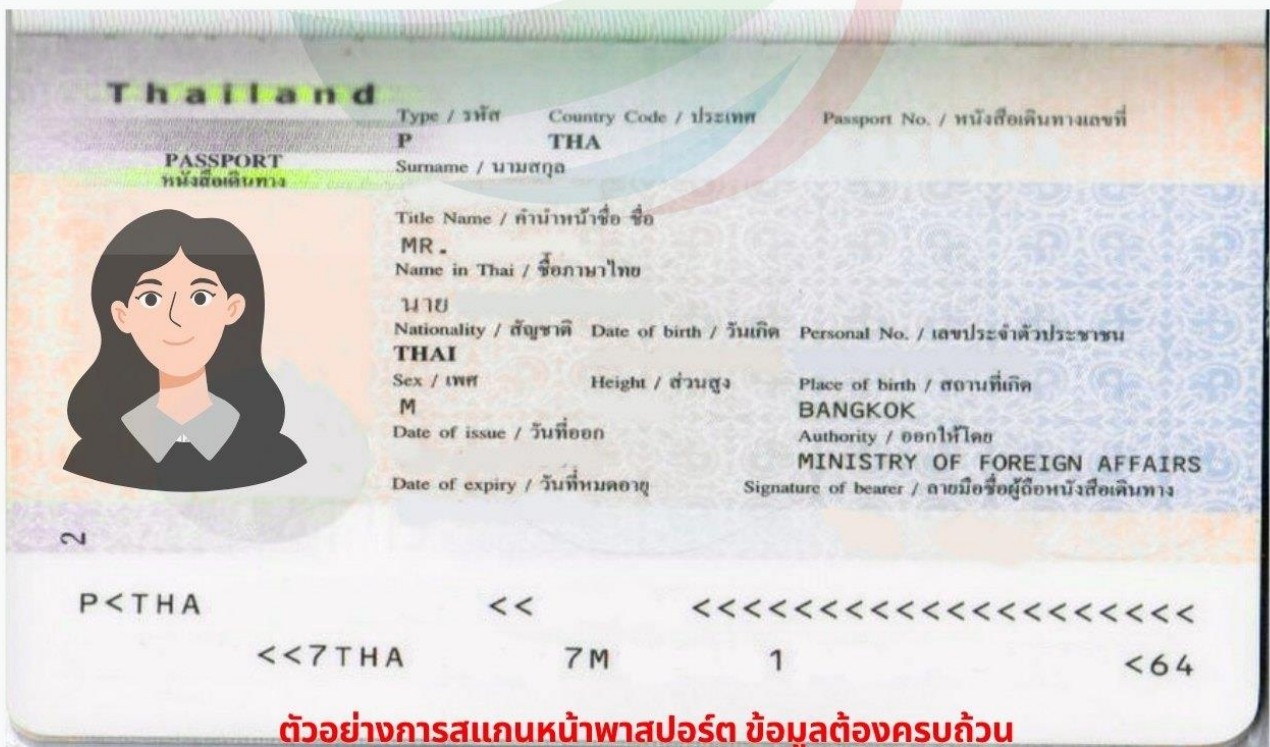 Thailand
Type / รหัส Country Code / ประเทศ Passport No. / หนังสือเดินทางเลขที่
P THA
PASSPORT
หนังสือเดินทาง
Surname / นามสกุล
Title Name / คำนำหน้าชื่อ ชื่อ
MR.
Name in Thai / ชื่อภาษาไทย
นาย
Nationality / สัญชาติ Date of birth / วันเกิด Personal No. / เลขประจำตัวประชาชน
THAI
Sex / เพศ Height / ส่วนสูง Place of birth / สถานที่เกิด
M BANGKOK
Date of issue / วันที่ออก Authority / ออกให้โดย
MINISTRY OF FOREIGN AFFAIRS
Date of expiry / วันที่หมดอายุ Signature of bearer / ลายมือชื่อผู้ถือหนังสือเดินทาง
2
P<THA << <<<<<<<<<<<<<<<<<<<<
<<7THA 7M 1 <64
ตัวอย่างการสแกนหน้าพาสปอร์ต ข้อมูลต้องครบถ้วน